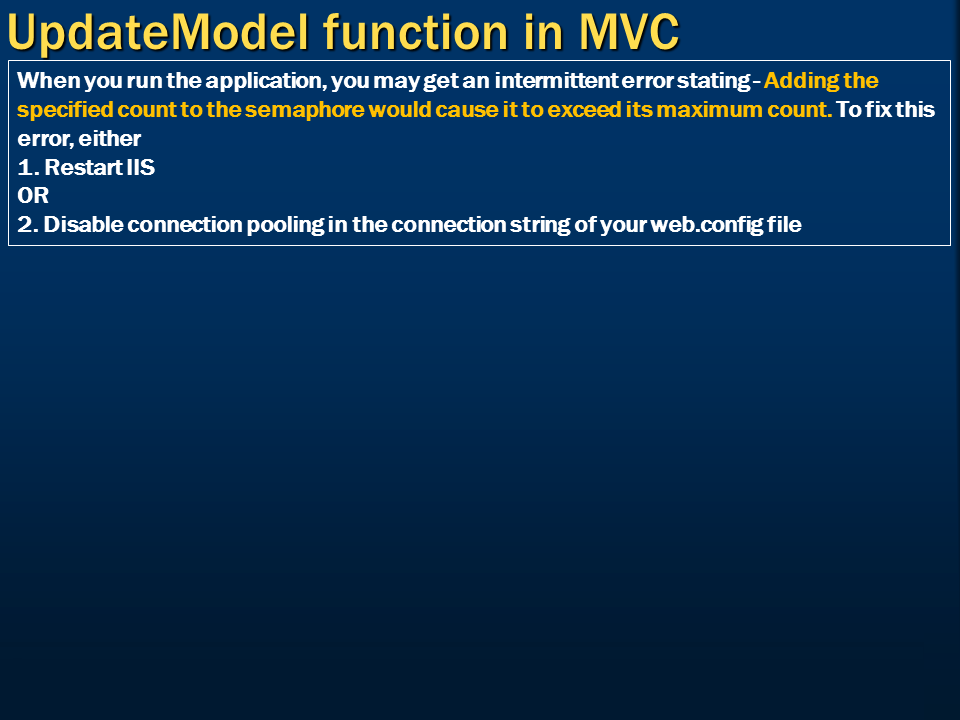 UpdateModel function in MVC
When you run the application, you may get an intermittent error stating - Adding the
specified count to the semaphore would cause it to exceed its maximum count. To fix this
error, either
1. Restart IIS
OR
2. Disable connection pooling in the connection string of your web.config file